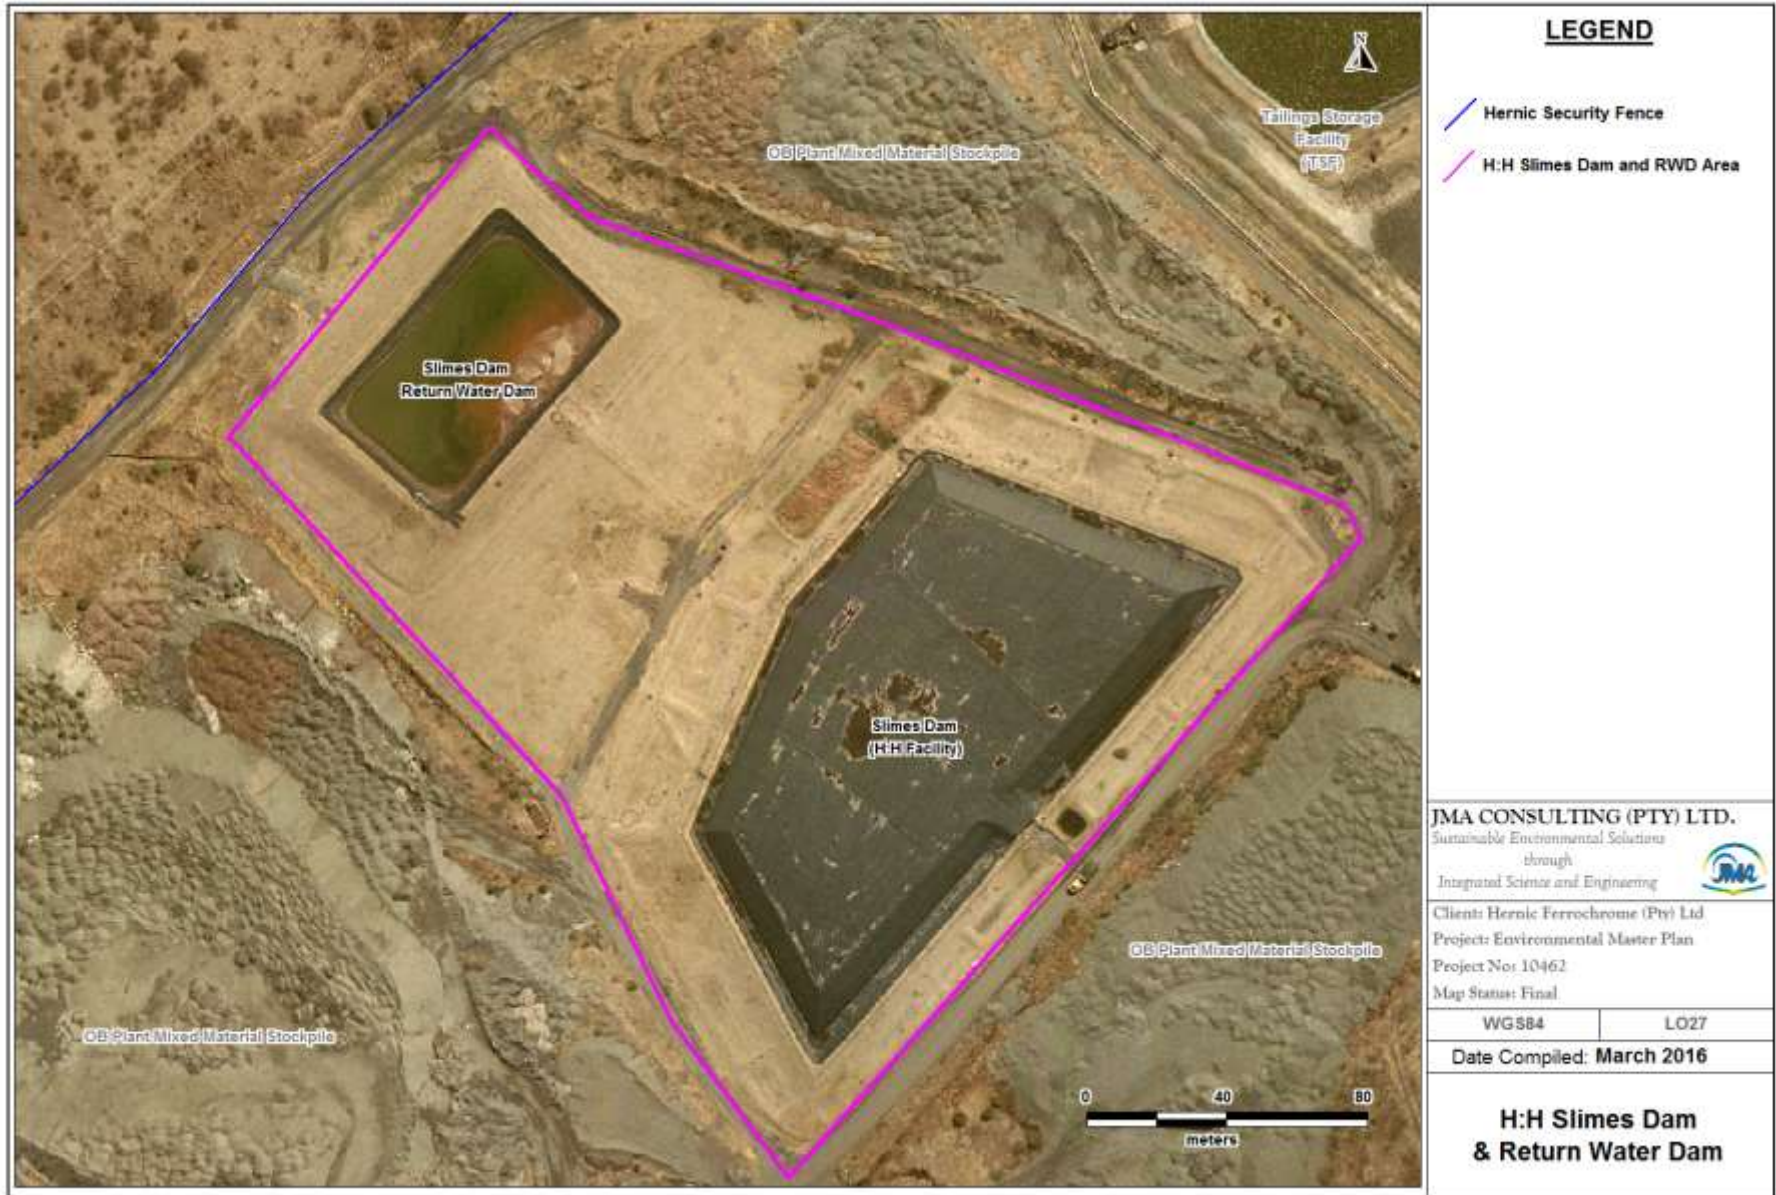 LEGEND
Hernic Security Fence
H:H Slimes Dam and RWD Area
N
Tailings Storage
Facility
(TSF)
OB Plant Mixed Material Stockpile
Slimes Dam
Return Water Dam
Slimes Dam
(H:H Facility)
OB Plant Mixed Material Stockpile
OB Plant Mixed Material Stockpile
0 40 80
meters
JMA CONSULTING (PTY) LTD.
Sustainable Environmental Solutions
through
Integrated Science and Engineering
JMA
Client: Hernic Ferrochrome (Pty) Ltd
Project: Environmental Master Plan
Project No: 10462
Map Status: Final
WGS84 LO27
Date Compiled: March 2016
H:H Slimes Dam
& Return Water Dam